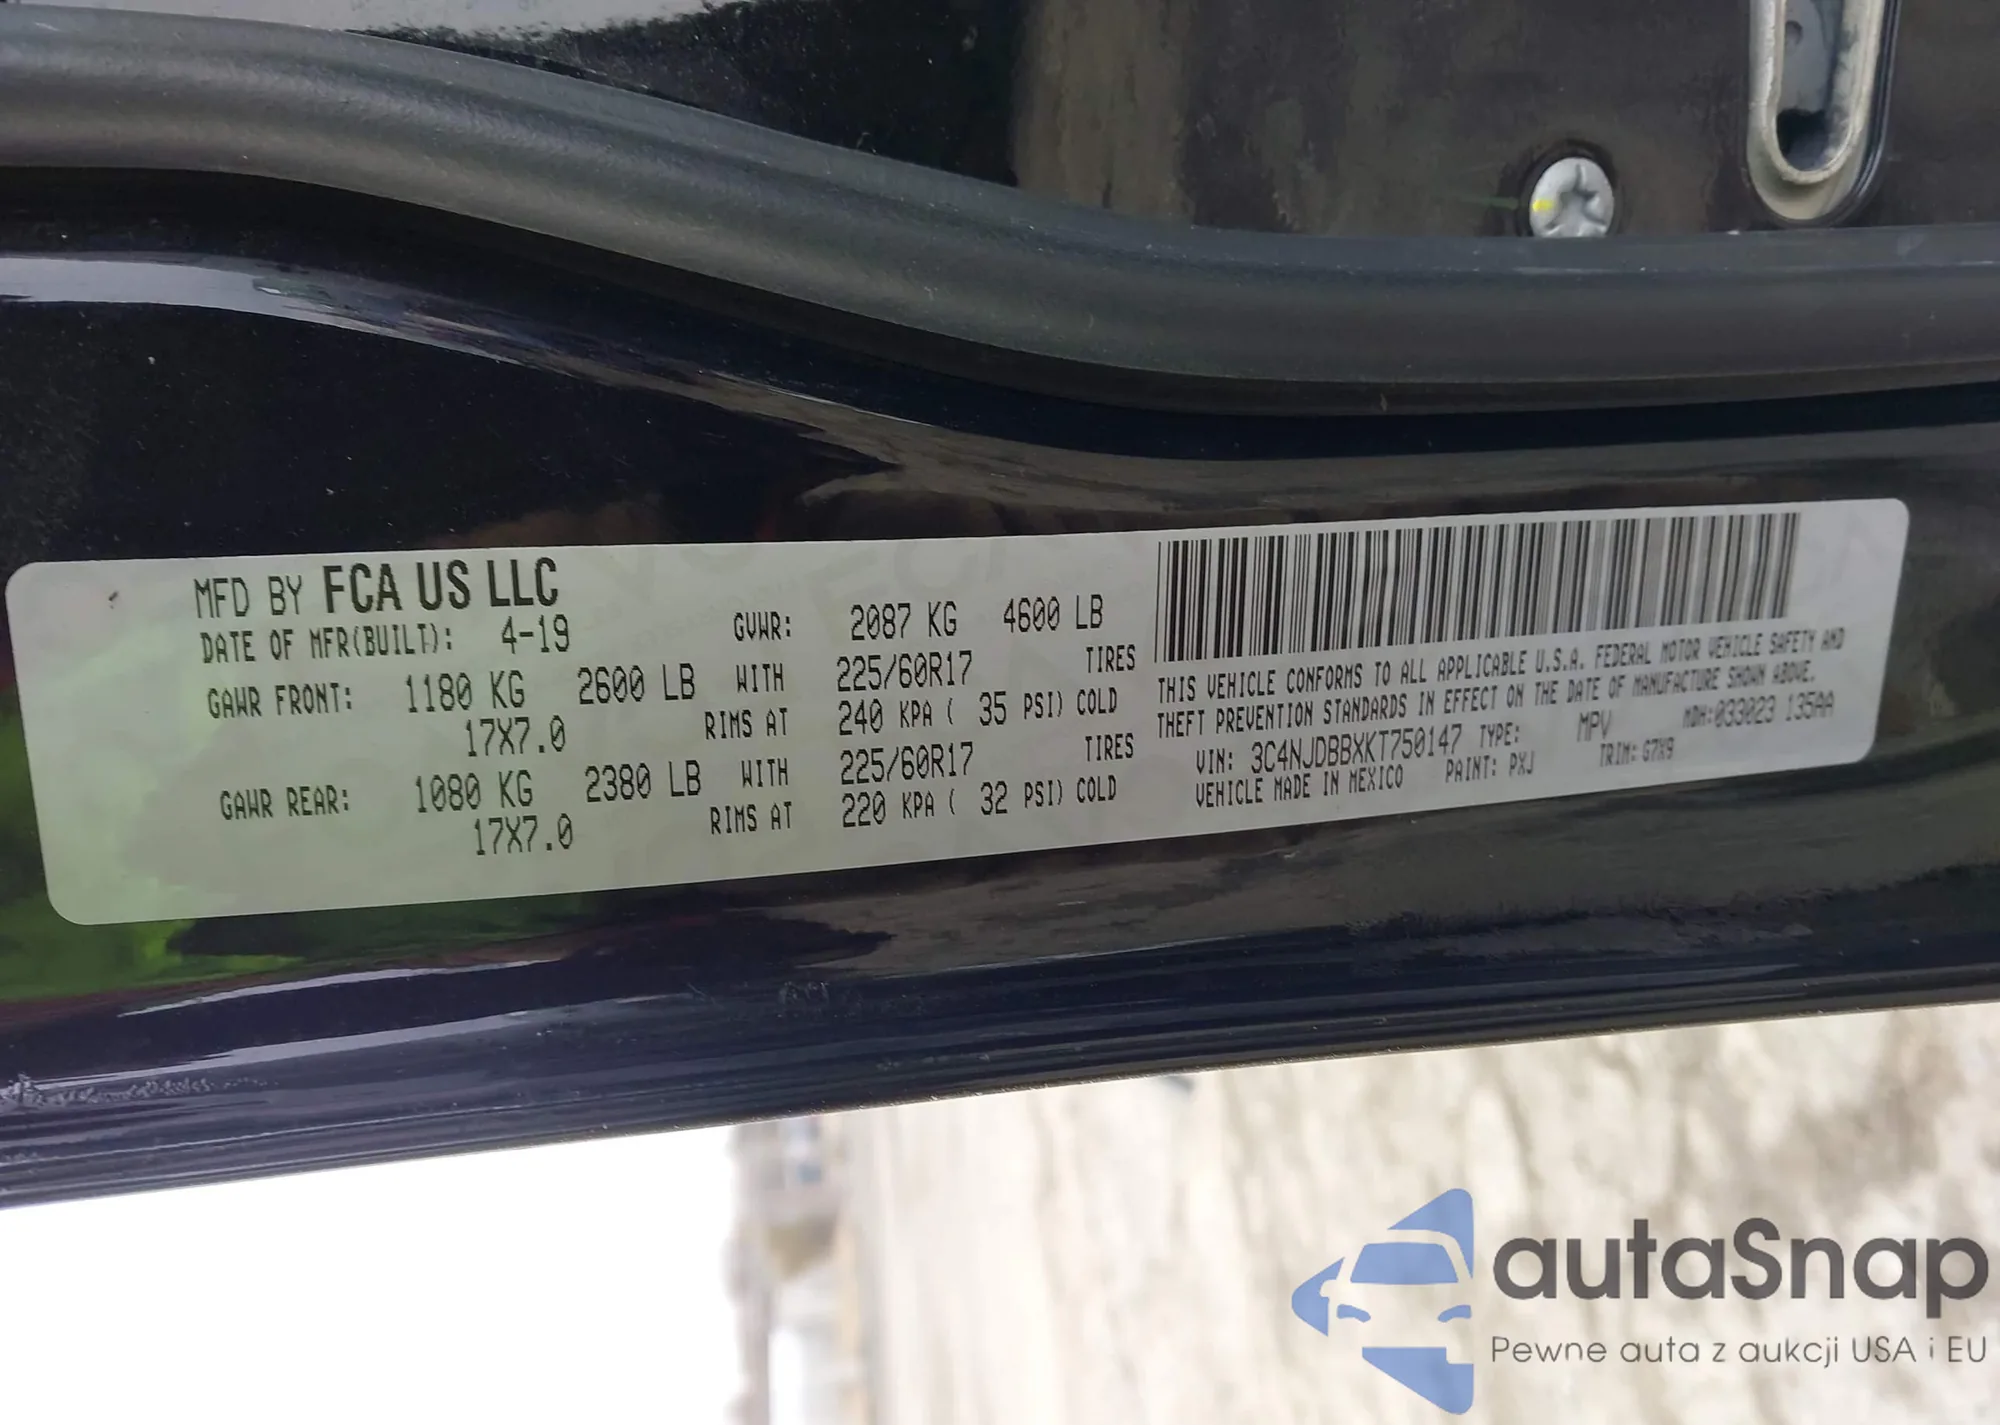 MFD BY FCA US LLC
DATE OF MFR(BUILT): 4-19 GVWR: 2087 KG 4600 LB
GAWR FRONT: 1180 KG 2600 LB WITH 225/60R17 TIRES
17X7.0 RIMS AT 240 KPA ( 35 PSI) COLD
GAWR REAR: 1080 KG 2380 LB WITH 225/60R17 TIRES
17X7.0 RIMS AT 220 KPA ( 32 PSI) COLD
THIS VEHICLE CONFORMS TO ALL APPLICABLE U.S.A. FEDERAL MOTOR VEHICLE SAFETY AND
THEFT PREVENTION STANDARDS IN EFFECT ON THE DATE OF MANUFACTURE SHOWN ABOVE.
VIN: 3C4NJDBBXKT750147 TYPE: MPV MDH:033023 135AA
VEHICLE MADE IN MEXICO PAINT: PXJ TRIM: G7X9
autaSnap
Pewne auta z aukcji USA i EU